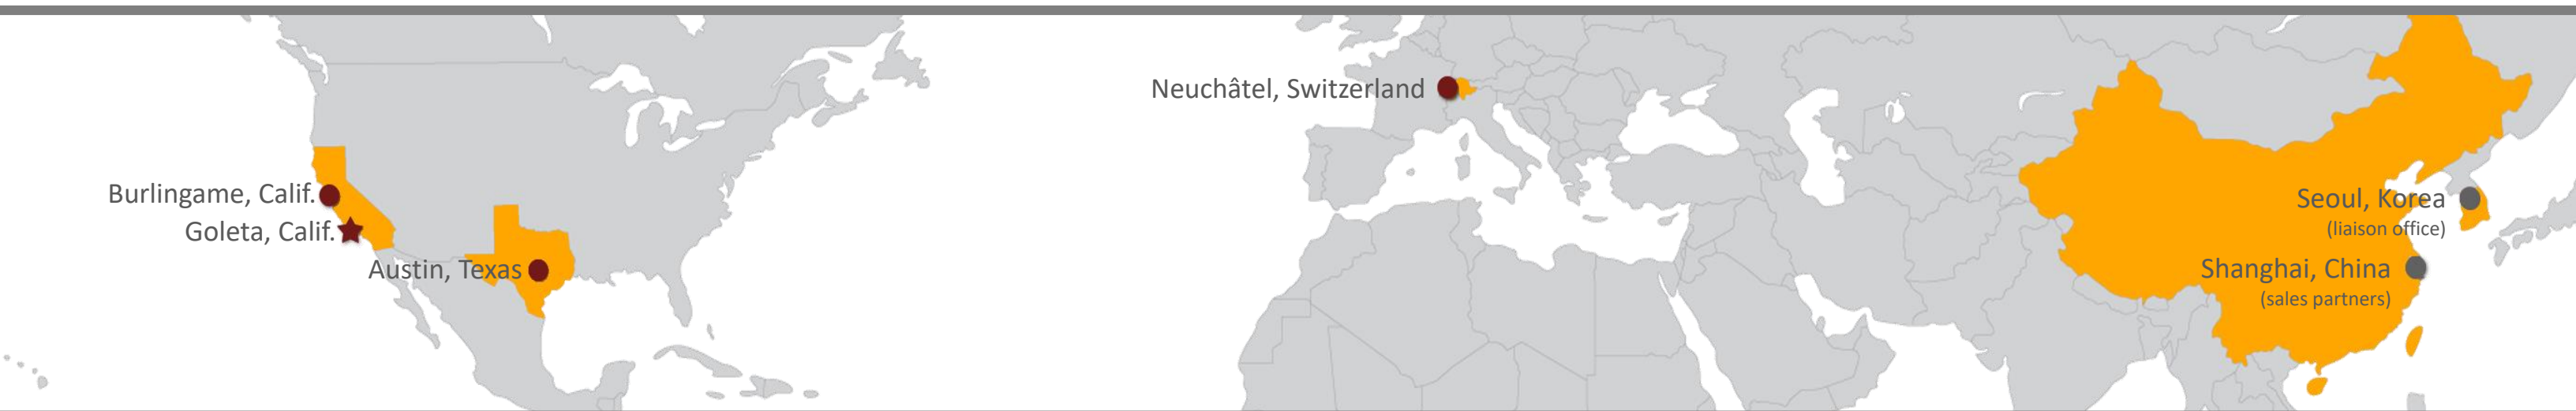 Neuchâtel, Switzerland
Burlingame, Calif.
Goleta, Calif.
Austin, Texas
Seoul, Korea
(liaison office)
Shanghai, China
(sales partners)